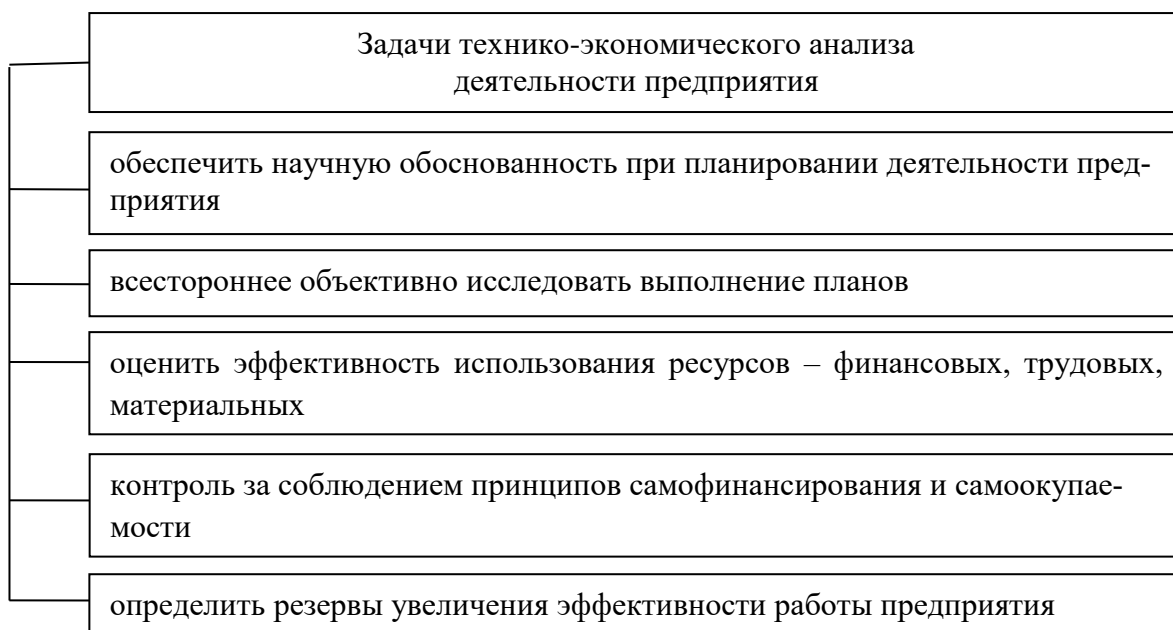 Задачи технико-экономического анализа
деятельности предприятия
обеспечить научную обоснованность при планировании деятельности пред-
приятия
всестороннее объективно исследовать выполнение планов
оценить эффективность использования ресурсов – финансовых, трудовых,
материальных
контроль за соблюдением принципов самофинансирования и самоокупае-
мости
определить резервы увеличения эффективности работы предприятия